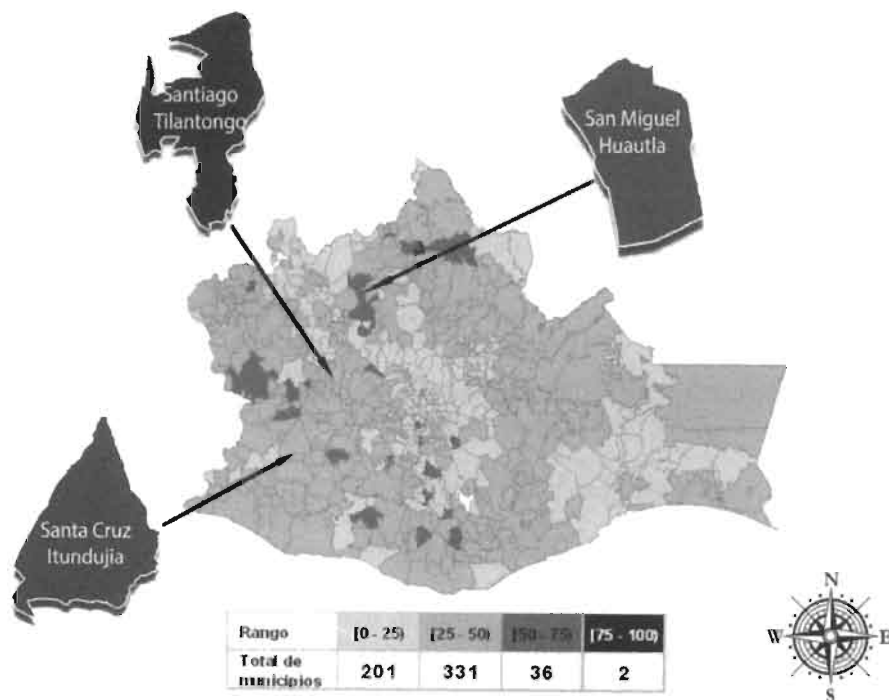 Santiago
Tilantongo
San Miguel
Huautla
Santa Cruz
Itundujia
Rango [0 - 25) [25 - 50) [50 - 75) [75 - 100)
Total de municipios 201 331 36 2
N
W E
S